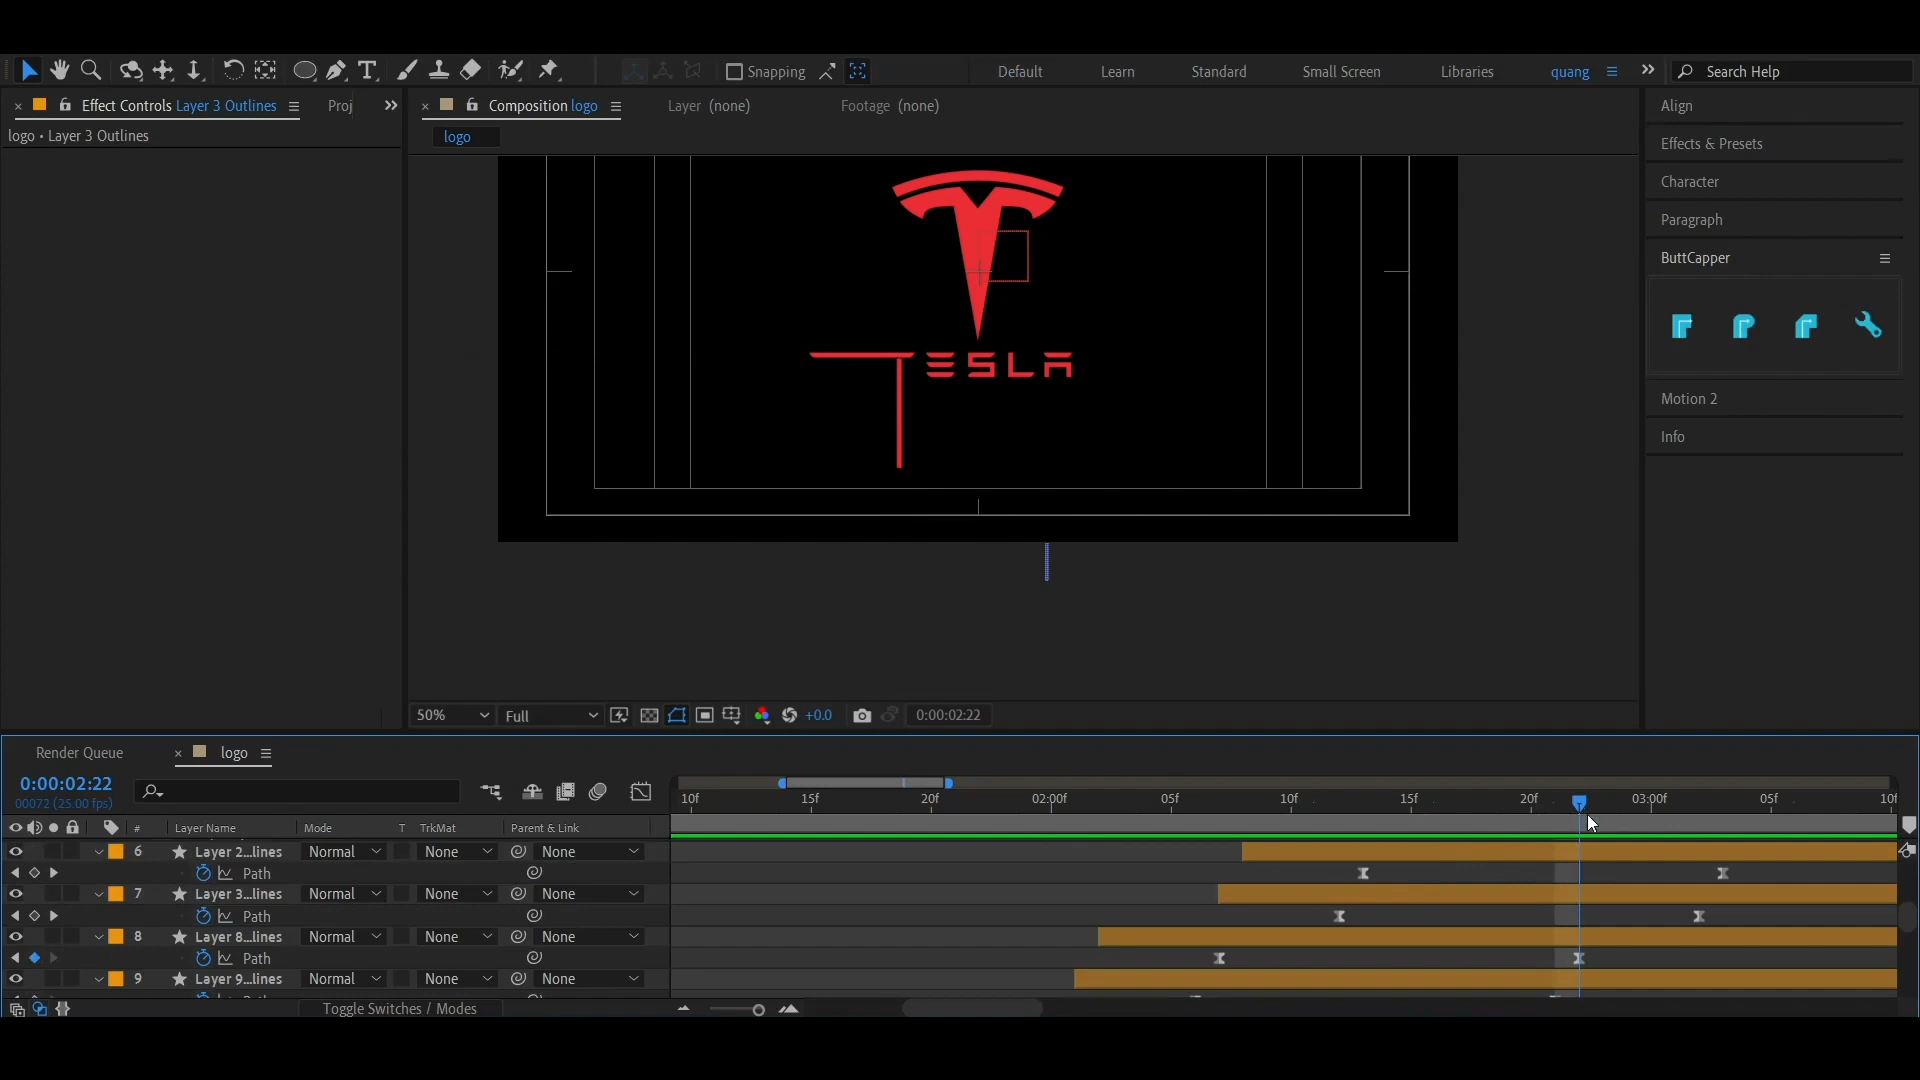 Snapping
Default
Learn
Standard
Small Screen
Libraries
quang
Search Help
Effect Controls Layer 3 Outlines
Proj
Composition logo
Layer (none)
Footage (none)
logo • Layer 3 Outlines
logo
Align
Effects & Presets
Character
Paragraph
ButtCapper
Motion 2
Info
TESLA
50%
Full
+0.0
0:00:02:22
Render Queue
logo
0:00:02:22
00072 (25.00 fps)
10f 15f 20f 02:00f 05f 10f 15f 20f 03:00f 05f 10f
# Layer Name Mode T TrkMat Parent & Link
6 Layer 2...lines Normal None None
Path
7 Layer 3...lines Normal None None
Path
8 Layer 8...lines Normal None None
Path
9 Layer 9...lines Normal None None
Toggle Switches / Modes